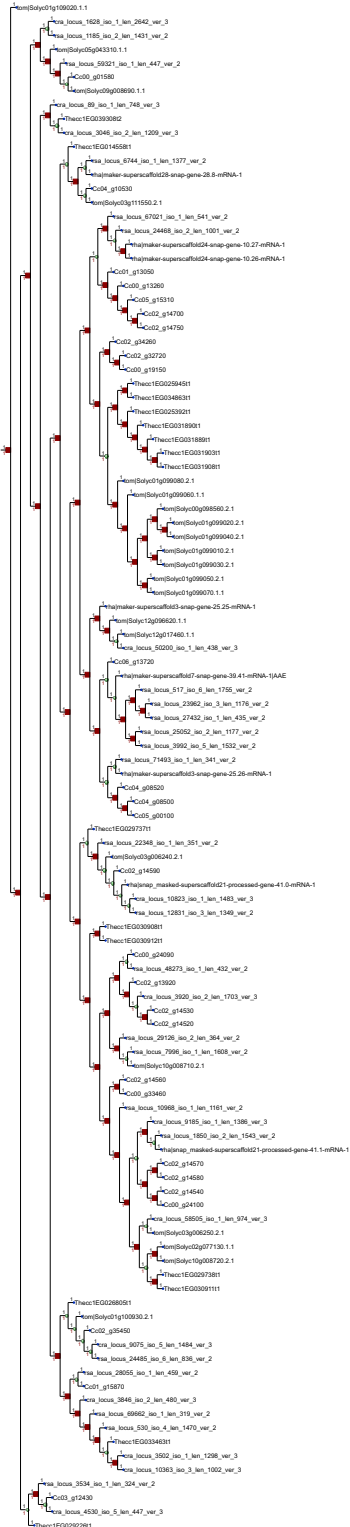 tom|Solyc01g109020.1.1
cra_locus_1628_iso_1_len_2642_ver_3
rsa_locus_1185_iso_2_len_1431_ver_2
tom|Solyc05g043310.1.1
rsa_locus_59321_iso_1_len_447_ver_2
Cc00_g01580
tom|Solyc09g008690.1.1
cra_locus_89_iso_1_len_748_ver_3
Thecc1EG039308t2
cra_locus_3046_iso_2_len_1209_ver_3
Thecc1EG014558t1
rsa_locus_6744_iso_1_len_1377_ver_2
rha|maker-superscaffold28-snap-gene-28.8-mRNA-1
Cc04_g10530
tom|Solyc03g111550.2.1
rsa_locus_67021_iso_1_len_541_ver_2
rsa_locus_24468_iso_2_len_1001_ver_2
rha|maker-superscaffold24-snap-gene-10.27-mRNA-1
rha|maker-superscaffold24-snap-gene-10.26-mRNA-1
Cc01_g13050
Cc00_g13260
Cc05_g15310
Cc02_g14700
Cc02_g14750
Cc02_g34260
Cc02_g32720
Cc00_g19150
Thecc1EG025945t1
Thecc1EG034863t1
Thecc1EG025392t1
Thecc1EG031890t1
Thecc1EG031889t1
Thecc1EG031903t1
Thecc1EG031908t1
tom|Solyc01g099080.2.1
tom|Solyc01g099060.1.1
tom|Solyc00g098560.2.1
tom|Solyc01g099020.2.1
tom|Solyc01g099040.2.1
tom|Solyc01g099010.2.1
tom|Solyc01g099030.2.1
tom|Solyc01g099050.2.1
tom|Solyc01g099070.1.1
rha|maker-superscaffold3-snap-gene-25.25-mRNA-1
tom|Solyc12g096620.1.1
tom|Solyc12g017460.1.1
cra_locus_50200_iso_1_len_438_ver_3
Cc06_g13720
rha|maker-superscaffold7-snap-gene-39.41-mRNA-1|AAE
rsa_locus_517_iso_6_len_1755_ver_2
rsa_locus_23962_iso_3_len_1176_ver_2
rsa_locus_27432_iso_1_len_435_ver_2
rsa_locus_25052_iso_2_len_1177_ver_2
rsa_locus_3992_iso_5_len_1532_ver_2
rsa_locus_71493_iso_1_len_341_ver_2
rha|maker-superscaffold3-snap-gene-25.26-mRNA-1
Cc04_g08520
Cc04_g08500
Cc05_g00100
Thecc1EG029737t1
rsa_locus_22348_iso_1_len_351_ver_2
tom|Solyc03g006240.2.1
Cc02_g14590
rha|snap_masked-superscaffold21-processed-gene-41.0-mRNA-1
cra_locus_10823_iso_1_len_1483_ver_3
rsa_locus_12831_iso_3_len_1349_ver_2
Thecc1EG030908t1
Thecc1EG030912t1
Cc00_g24090
rsa_locus_48273_iso_1_len_432_ver_2
Cc02_g13920
cra_locus_3920_iso_2_len_1703_ver_3
Cc02_g14530
Cc02_g14520
rsa_locus_29126_iso_2_len_364_ver_2
rsa_locus_7996_iso_1_len_1608_ver_2
tom|Solyc10g008710.2.1
Cc02_g14560
Cc00_g33460
rsa_locus_10968_iso_1_len_1161_ver_2
cra_locus_9185_iso_1_len_1386_ver_3
rsa_locus_1850_iso_2_len_1543_ver_2
rha|snap_masked-superscaffold21-processed-gene-41.1-mRNA-1
Cc02_g14570
Cc02_g14580
Cc02_g14540
Cc00_g24100
cra_locus_58505_iso_1_len_974_ver_3
tom|Solyc03g006250.2.1
tom|Solyc02g077130.1.1
tom|Solyc10g008720.2.1
Thecc1EG029738t1
Thecc1EG030911t1
Thecc1EG026805t1
tom|Solyc01g100930.2.1
Cc02_g35450
cra_locus_9075_iso_5_len_1484_ver_3
rsa_locus_24485_iso_6_len_836_ver_2
rsa_locus_28055_iso_1_len_459_ver_2
Cc01_g15870
cra_locus_3846_iso_2_len_480_ver_3
rsa_locus_69662_iso_1_len_319_ver_2
rsa_locus_530_iso_4_len_1470_ver_2
Thecc1EG033463t1
cra_locus_3502_iso_1_len_1298_ver_3
cra_locus_10363_iso_3_len_1002_ver_3
rsa_locus_3534_iso_1_len_324_ver_2
Cc03_g12430
cra_locus_4530_iso_5_len_447_ver_3